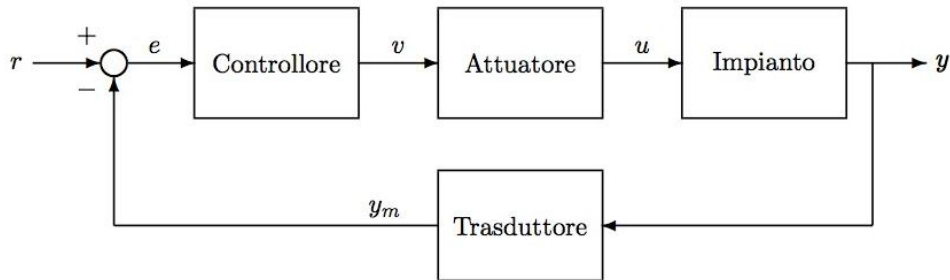 +
r
e
Controllore
v
Attuatore
u
Impianto
y
−
y_m
Trasduttore